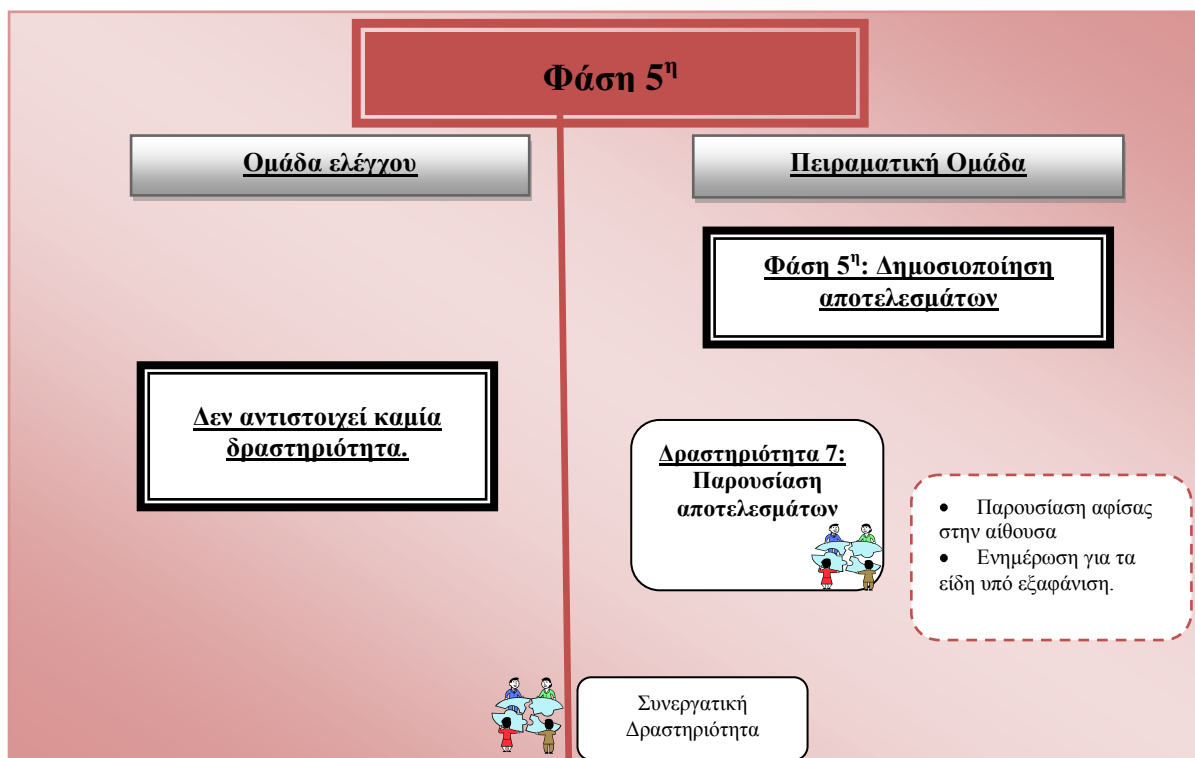 Φάση 5η
Ομάδα ελέγχου
Πειραματική Ομάδα
Φάση 5η: Δημοσιοποίηση
αποτελεσμάτων
Δεν αντιστοιχεί καμία
δραστηριότητα.
Δραστηριότητα 7:
Παρουσίαση
αποτελεσμάτων
• Παρουσίαση αφίσας
στην αίθουσα
• Ενημέρωση για τα
είδη υπό εξαφάνιση.
Συνεργατική
Δραστηριότητα